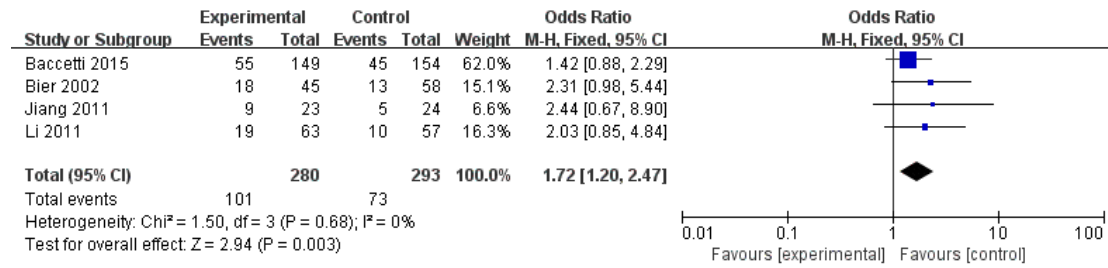 Experimental Control Odds Ratio Odds Ratio
Study or Subgroup Events Total Events Total Weight M-H, Fixed, 95% CI M-H, Fixed, 95% CI
Baccetti 2015 55 149 45 154 62.0% 1.42 [0.88, 2.29]
Bier 2002 18 45 13 58 15.1% 2.31 [0.98, 5.44]
Jiang 2011 9 23 5 24 6.6% 2.44 [0.67, 8.90]
Li 2011 19 63 10 57 16.3% 2.03 [0.85, 4.84]
Total (95% CI) 280 293 100.0% 1.72 [1.20, 2.47]
Total events 101 73
Heterogeneity: Chi² = 1.50, df = 3 (P = 0.68); I² = 0%
Test for overall effect: Z = 2.94 (P = 0.003)
0.01 0.1 1 10 100
Favours [experimental] Favours [control]